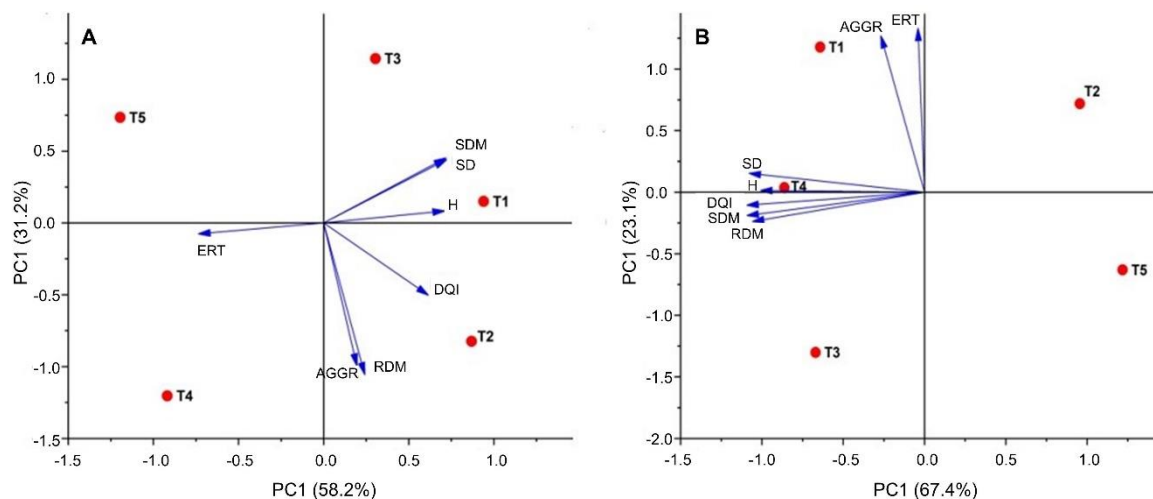 A
T3
1.0
T5
0.5
SDM
SD
H
T1
0.0
ERT
DQI
-0.5
T2
AGGR
RDM
-1.0
T4
-1.5
-1.5
-1.0
-0.5
0.0
0.5
1.0
PC1 (58.2%)
PC1 (31.2%)
B
AGGR
ERT
T1
1.0
T2
0.5
SD
H
T4
0.0
DQI
SDM
RDM
-0.5
T5
-1.0
T3
-1.5
-2.0
-1.5
-1.0
-0.5
0.0
0.5
1.0
PC1 (67.4%)
PC1 (23.1%)